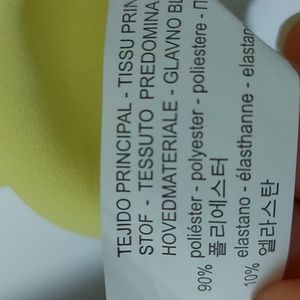 TEJIDO PRINCIPAL - TISSU PRIN
STOF - TESSUTO PREDOMINA
HOVEDMATERIALE - GLAVNO BL
90% poliéster - polyester - poliestere - П
폴리에스터
10% elastano - élasthanne - elastan
엘라스탄